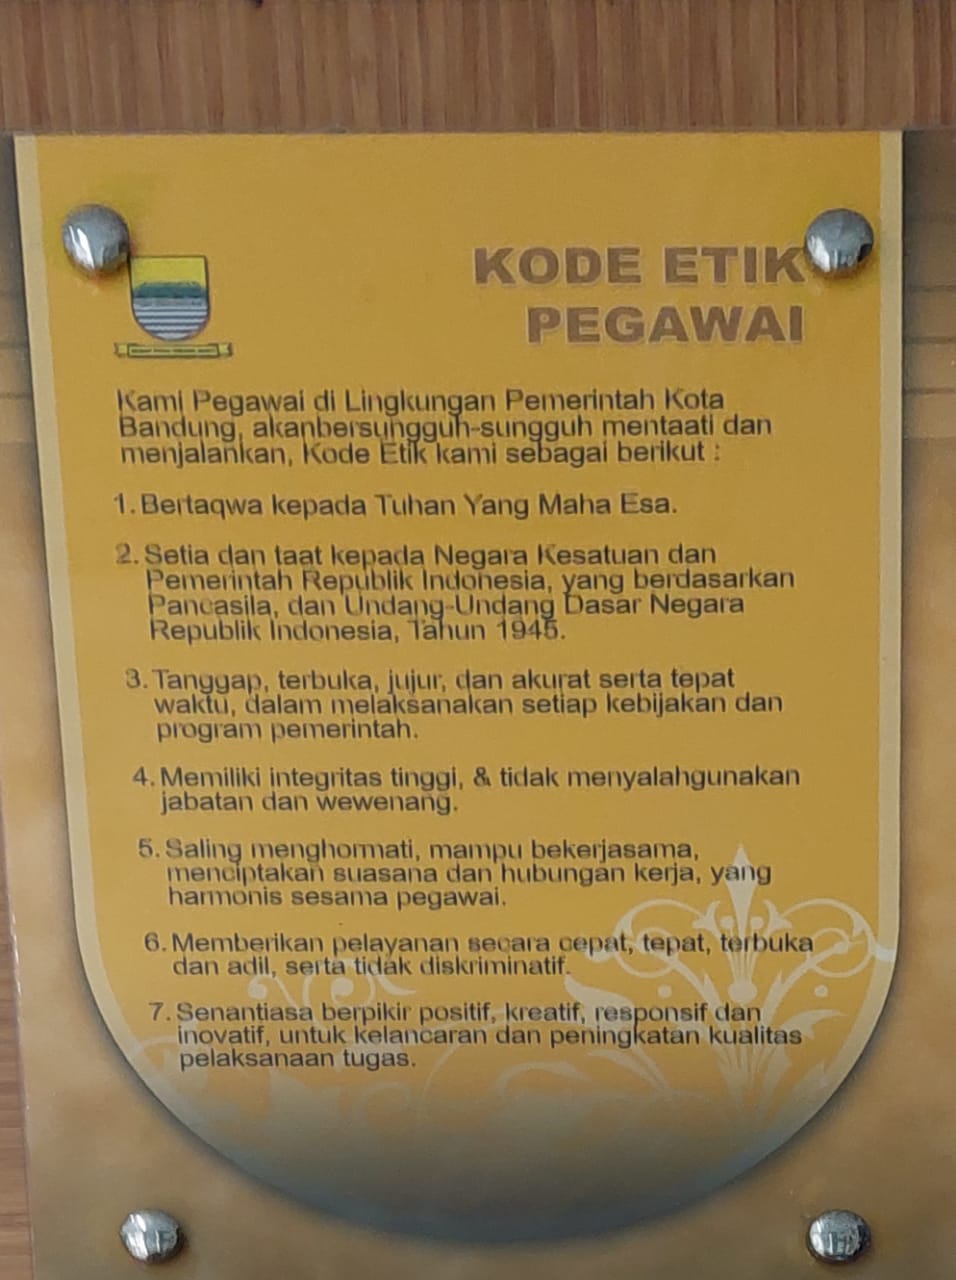 KODE ETIK
PEGAWAI
Kami Pegawai di Lingkungan Pemerintah Kota
Bandung, akanbersungguh-sungguh mentaati dan
menjalankan, Kode Etik kami sebagai berikut :
1. Bertaqwa kepada Tuhan Yang Maha Esa.
2. Setia dan taat kepada Negara Kesatuan dan
Pemerintah Republik Indonesia, yang berdasarkan
Pancasila, dan Undang-Undang Dasar Negara
Republik Indonesia, Tahun 1945.
3. Tanggap, terbuka, jujur, dan akurat serta tepat
waktu, dalam melaksanakan setiap kebijakan dan
program pemerintah.
4. Memiliki integritas tinggi, & tidak menyalahgunakan
jabatan dan wewenang.
5. Saling menghormati, mampu bekerjasama,
menciptakan suasana dan hubungan kerja, yang
harmonis sesama pegawai.
6. Memberikan pelayanan secara cepat, tepat, terbuka
dan adil, serta tidak diskriminatif.
7. Senantiasa berpikir positif, kreatif, responsif dan
inovatif, untuk kelancaran dan peningkatan kualitas
pelaksanaan tugas.